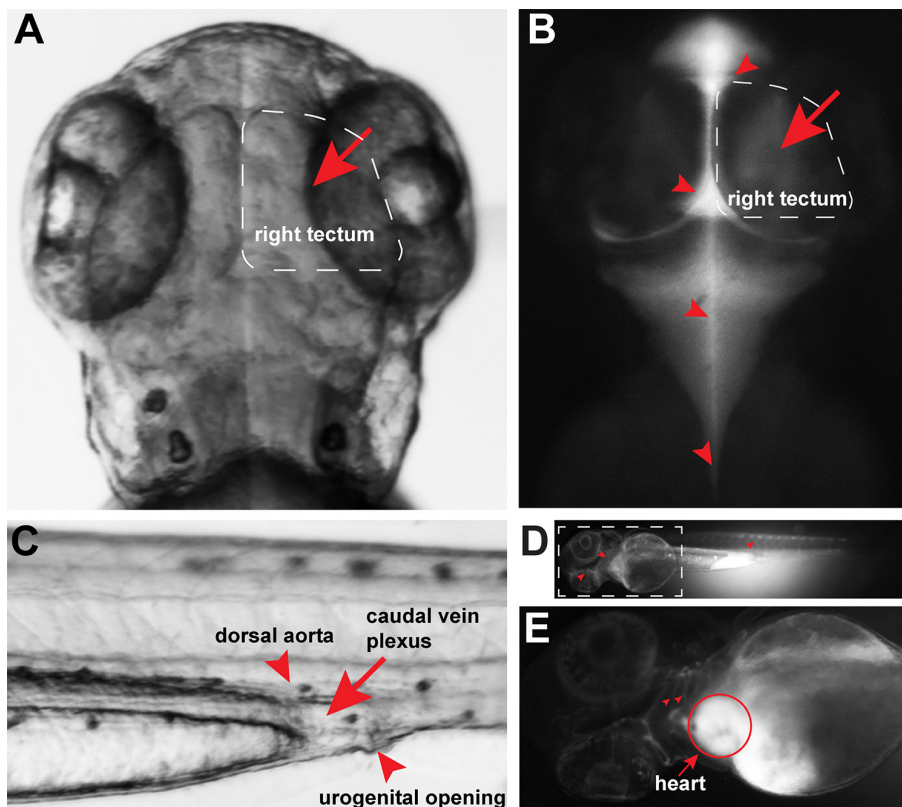 A
right tectum
B
right tectum
C
dorsal aorta
caudal vein
plexus
urogenital opening
D
E
heart